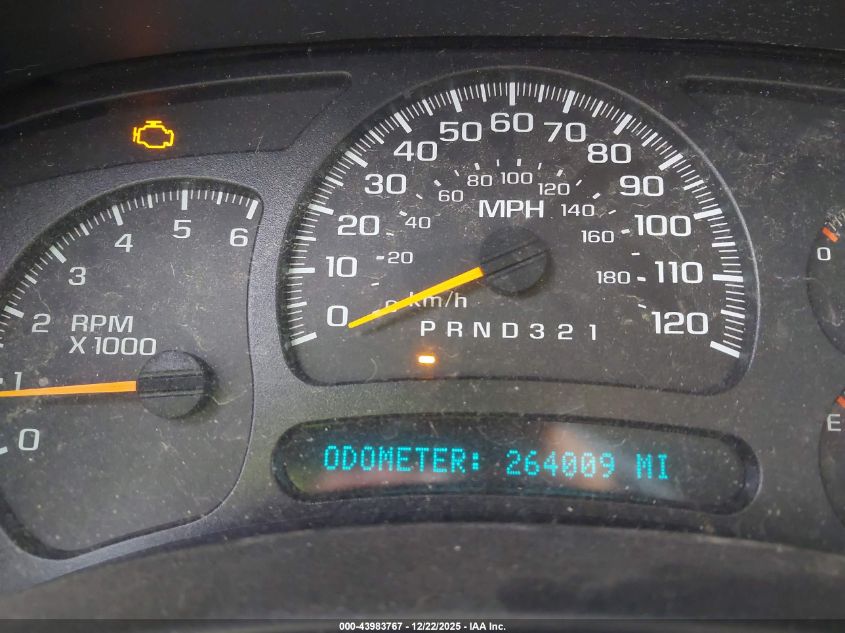 0 1 2 3 4 5 6
RPM
X1000
0 10 20 30 40 50 60 70 80 90 100 110 120
MPH
20 40 60 80 100 120 140 160 180
km/h
PRND321
0
E
ODOMETER: 264009 MI
000-43983767 - 12/22/2025 - IAA Inc.